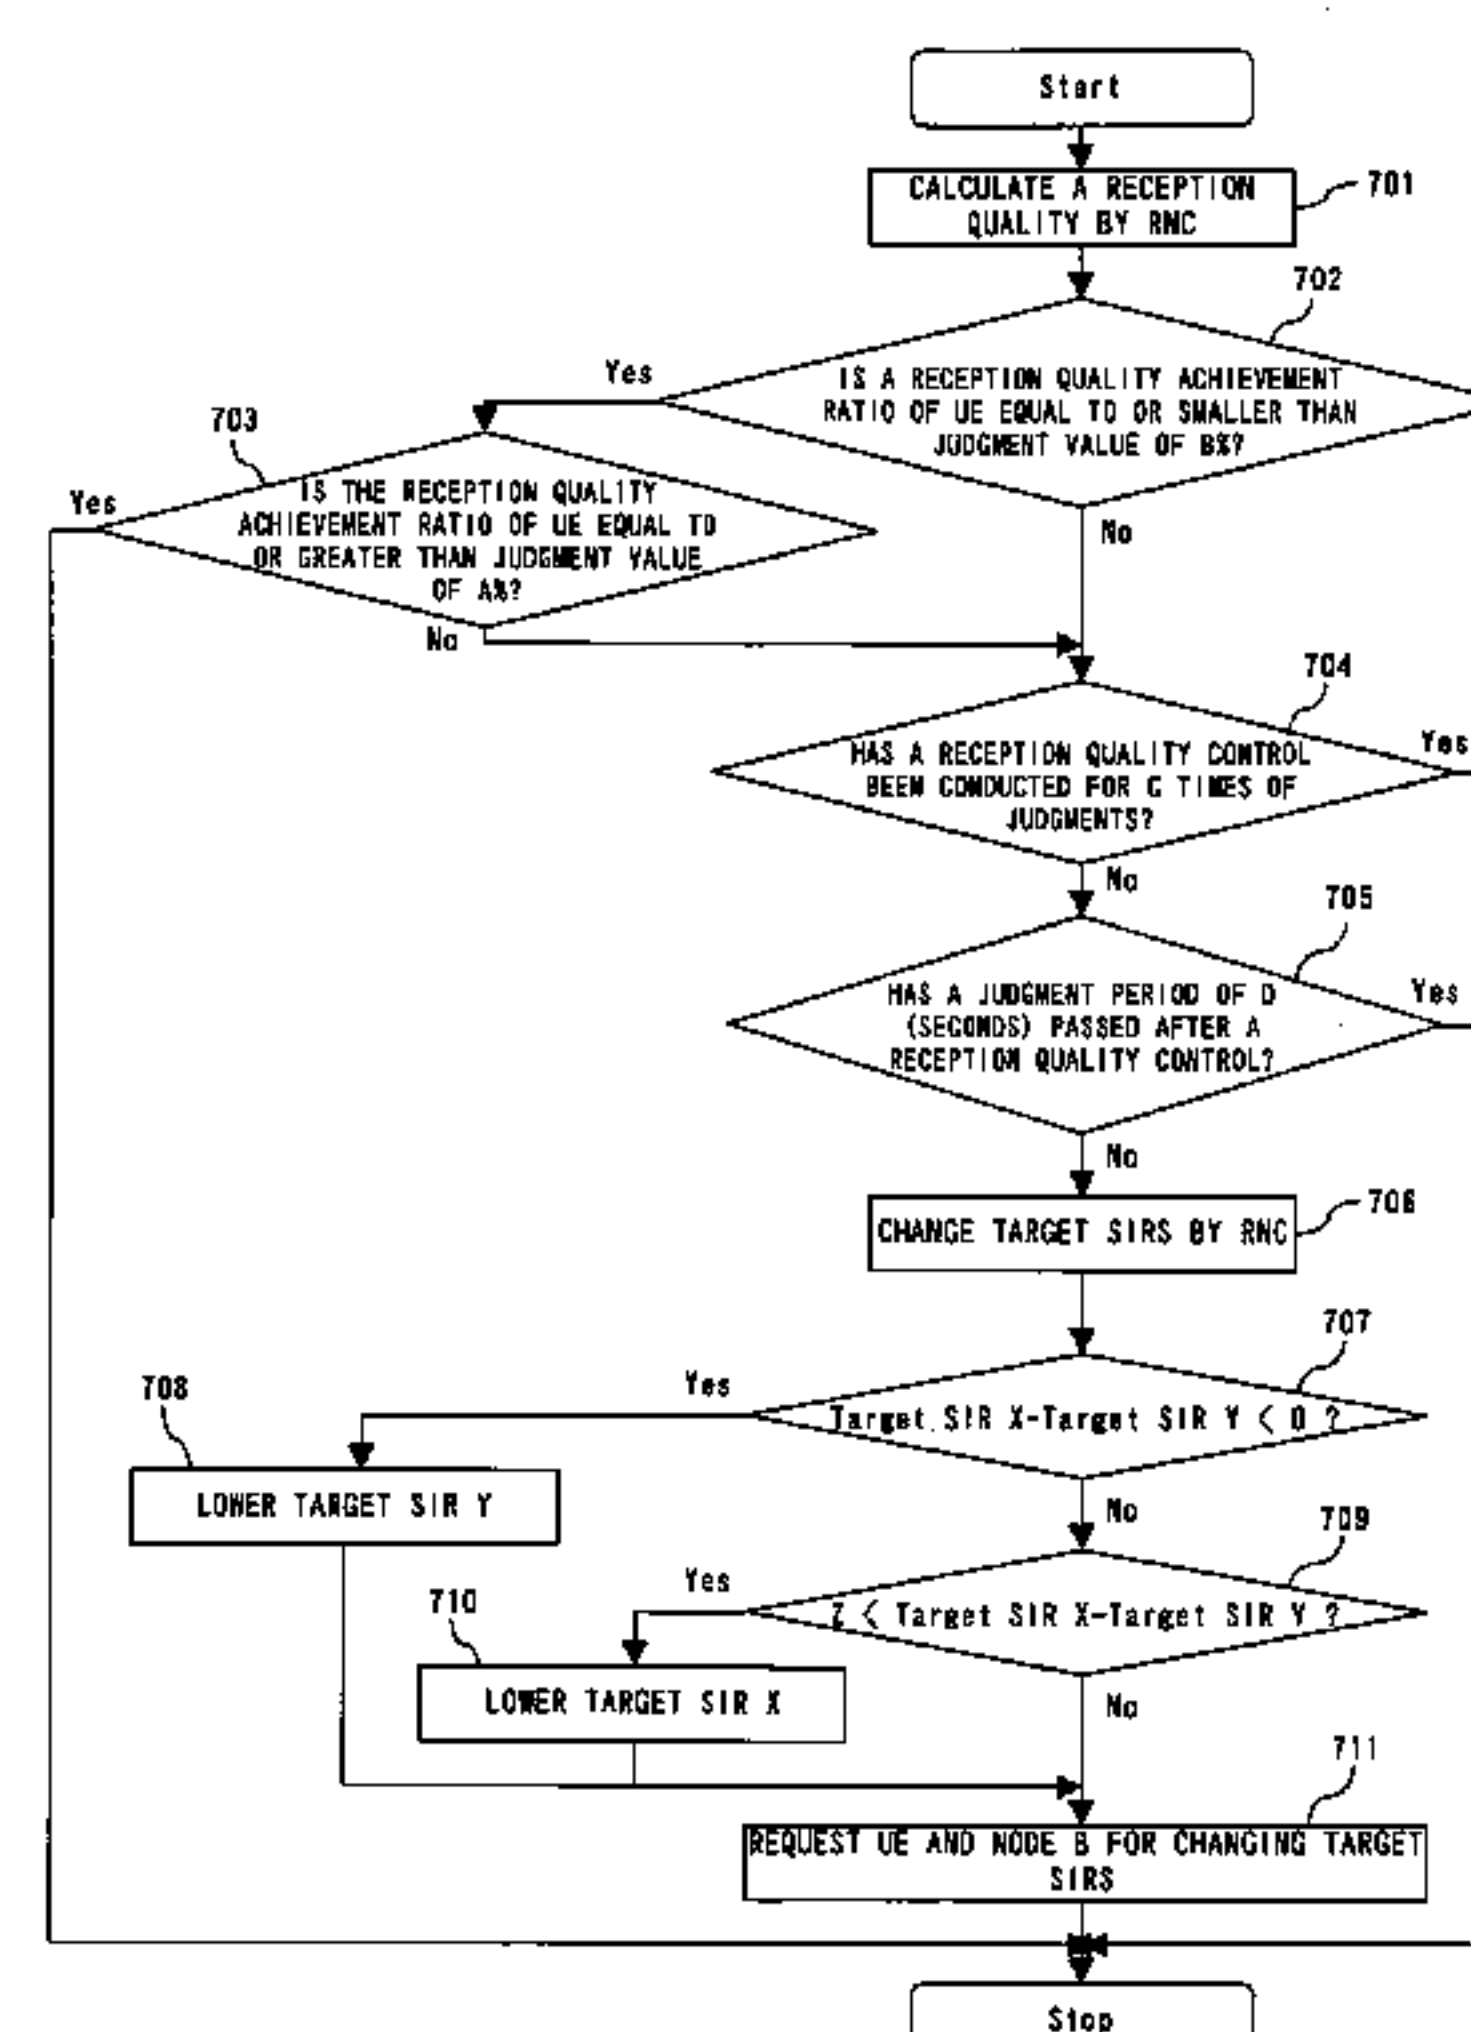 Start
CALCULATE A RECEPTION
QUALITY BY RNC
701
702
IS A RECEPTION QUALITY ACHIEVEMENT
RATIO OF UE EQUAL TO OR SMALLER THAN
JUDGMENT VALUE OF B%?
Yes
No
703
IS THE RECEPTION QUALITY
ACHIEVEMENT RATIO OF UE EQUAL TO
OR GREATER THAN JUDGMENT VALUE
OF A%?
Yes
No
704
HAS A RECEPTION QUALITY CONTROL
BEEN CONDUCTED FOR C TIMES OF
JUDGMENTS?
Yes
No
705
HAS A JUDGMENT PERIOD OF D
(SECONDS) PASSED AFTER A
RECEPTION QUALITY CONTROL?
Yes
No
CHANGE TARGET SIRS BY RNC
706
707
Target SIR X-Target SIR Y < 0 ?
Yes
No
708
LOWER TARGET SIR Y
709
Z < Target SIR X-Target SIR Y ?
Yes
No
710
LOWER TARGET SIR X
711
REQUEST UE AND NODE B FOR CHANGING TARGET
SIRS
Stop